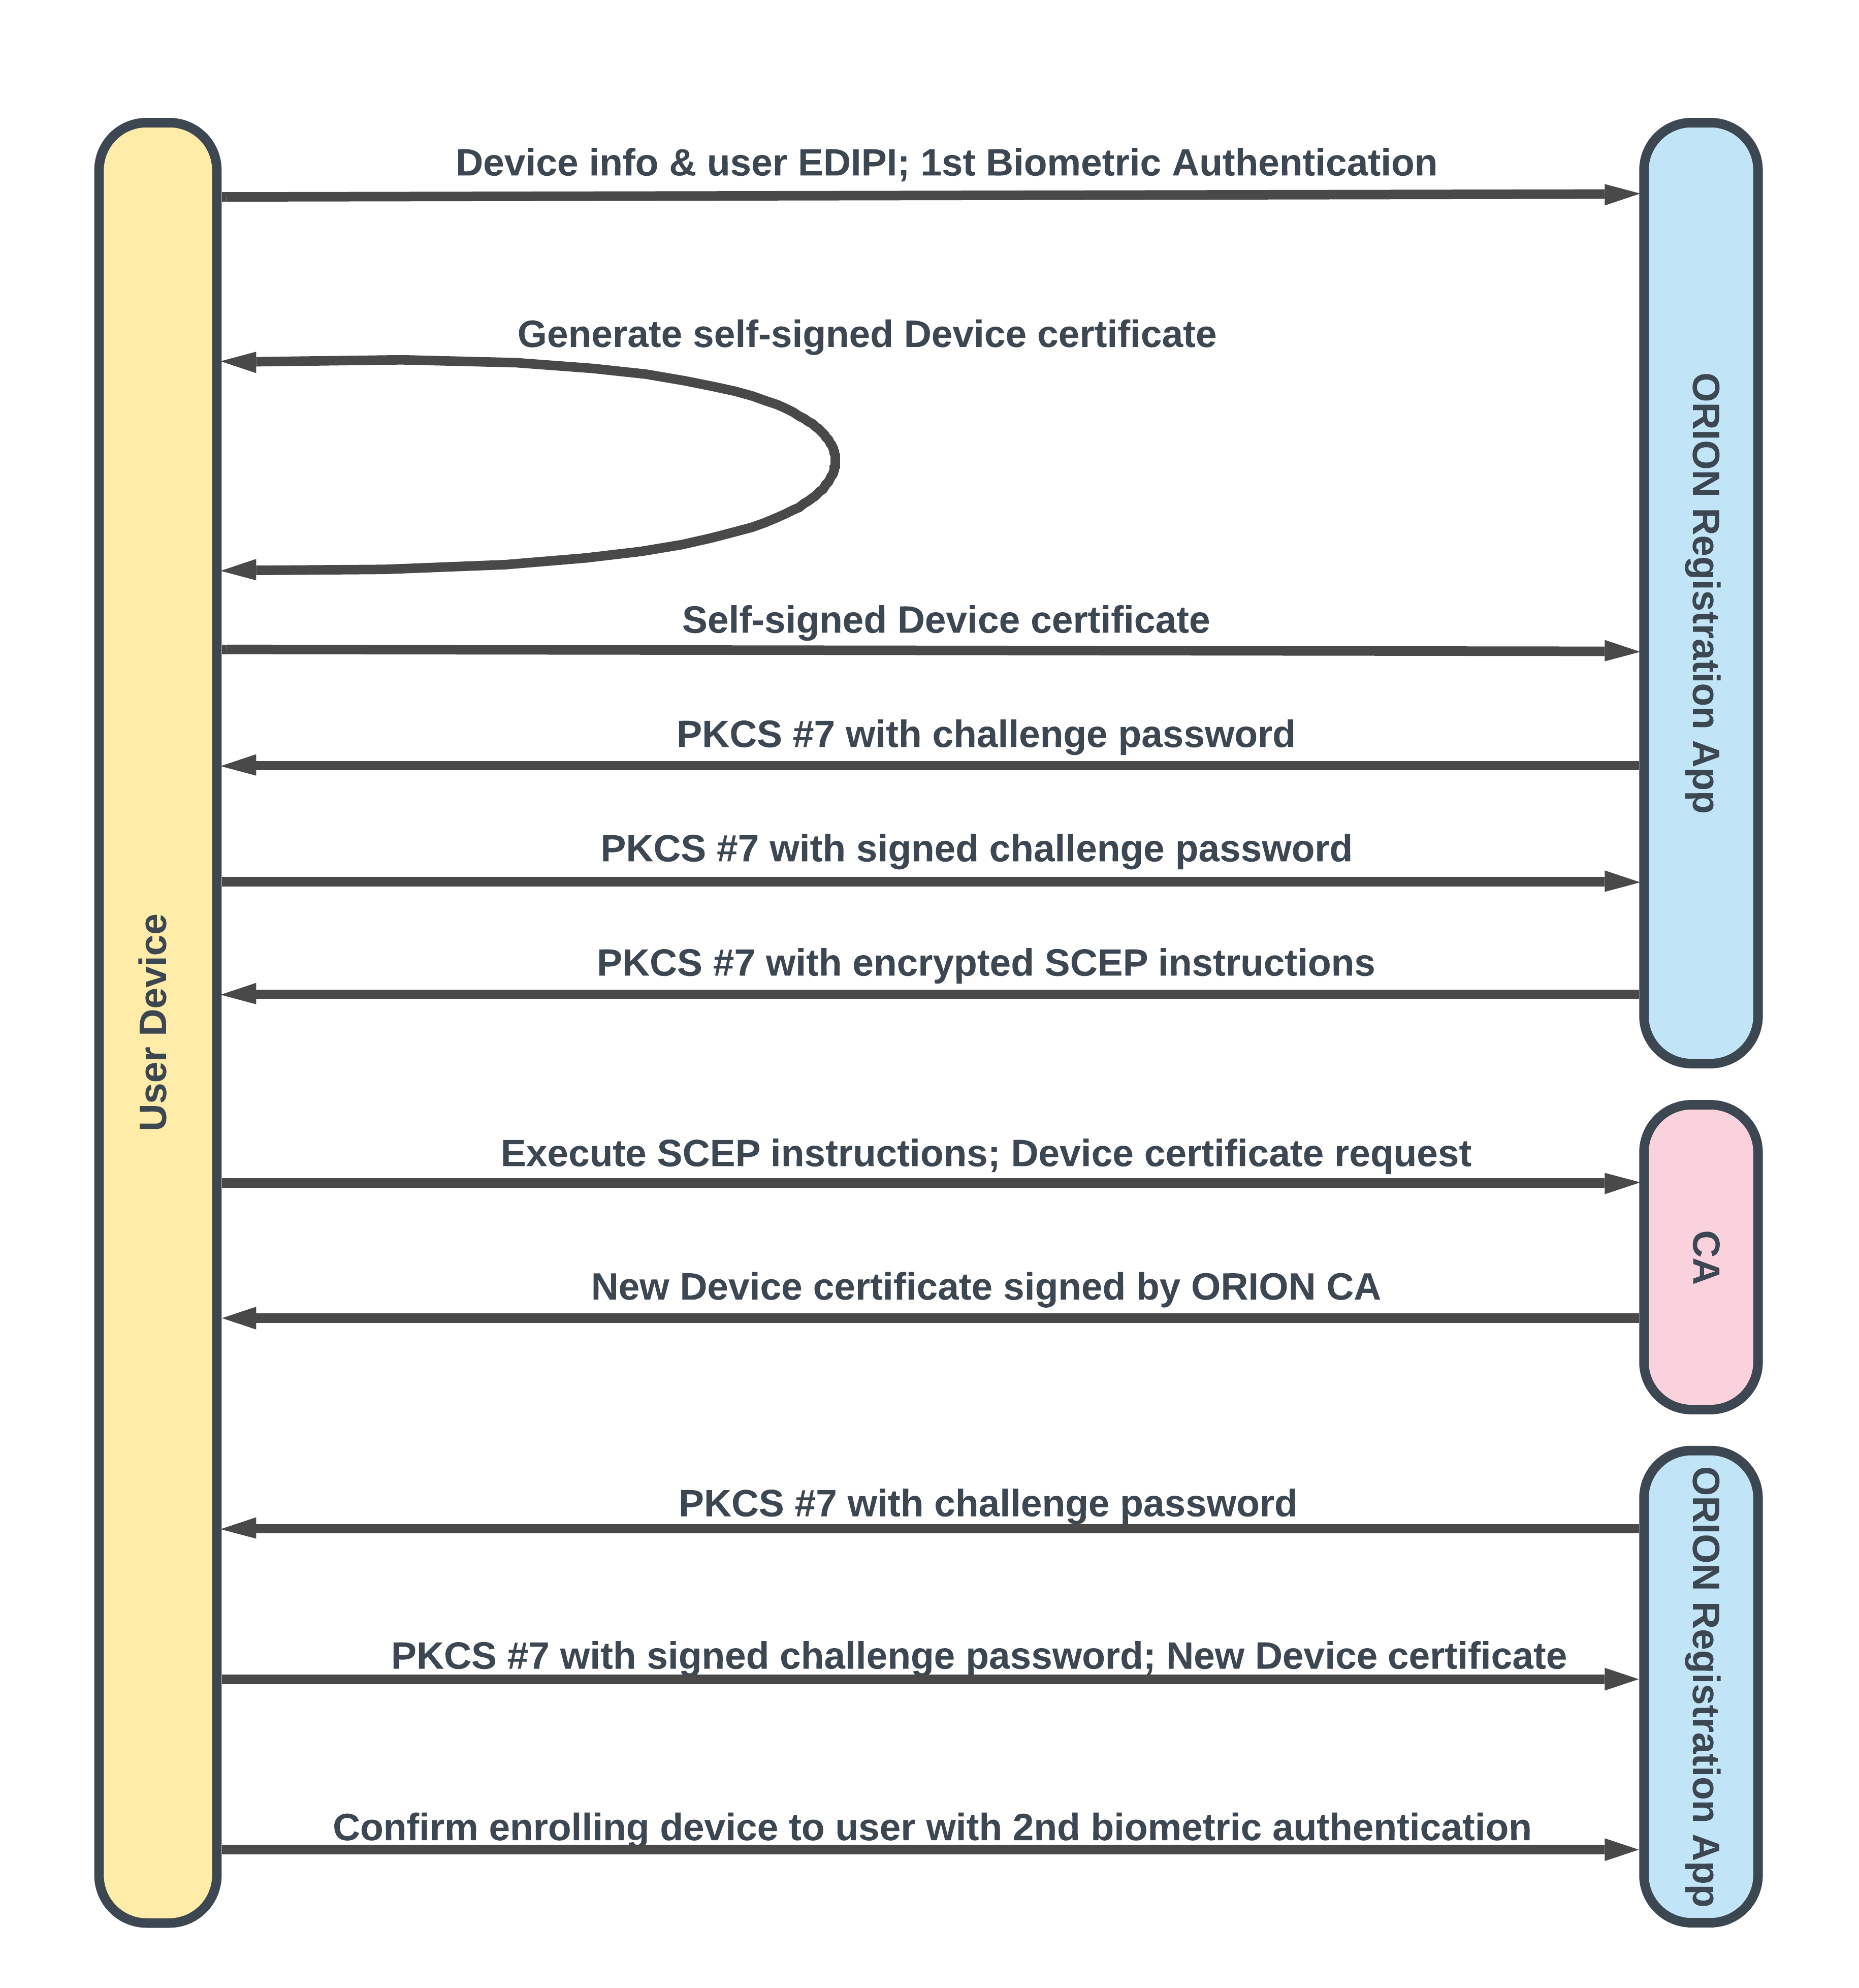 Device info & user EDIPI; 1st Biometric Authentication
Generate self-signed Device certificate
Self-signed Device certificate
PKCS #7 with challenge password
PKCS #7 with signed challenge password
PKCS #7 with encrypted SCEP instructions
ORION Registration App
User Device
Execute SCEP instructions; Device certificate request
New Device certificate signed by ORION CA
CA
PKCS #7 with challenge password
PKCS #7 with signed challenge password; New Device certificate
Confirm enrolling device to user with 2nd biometric authentication
ORION Registration App